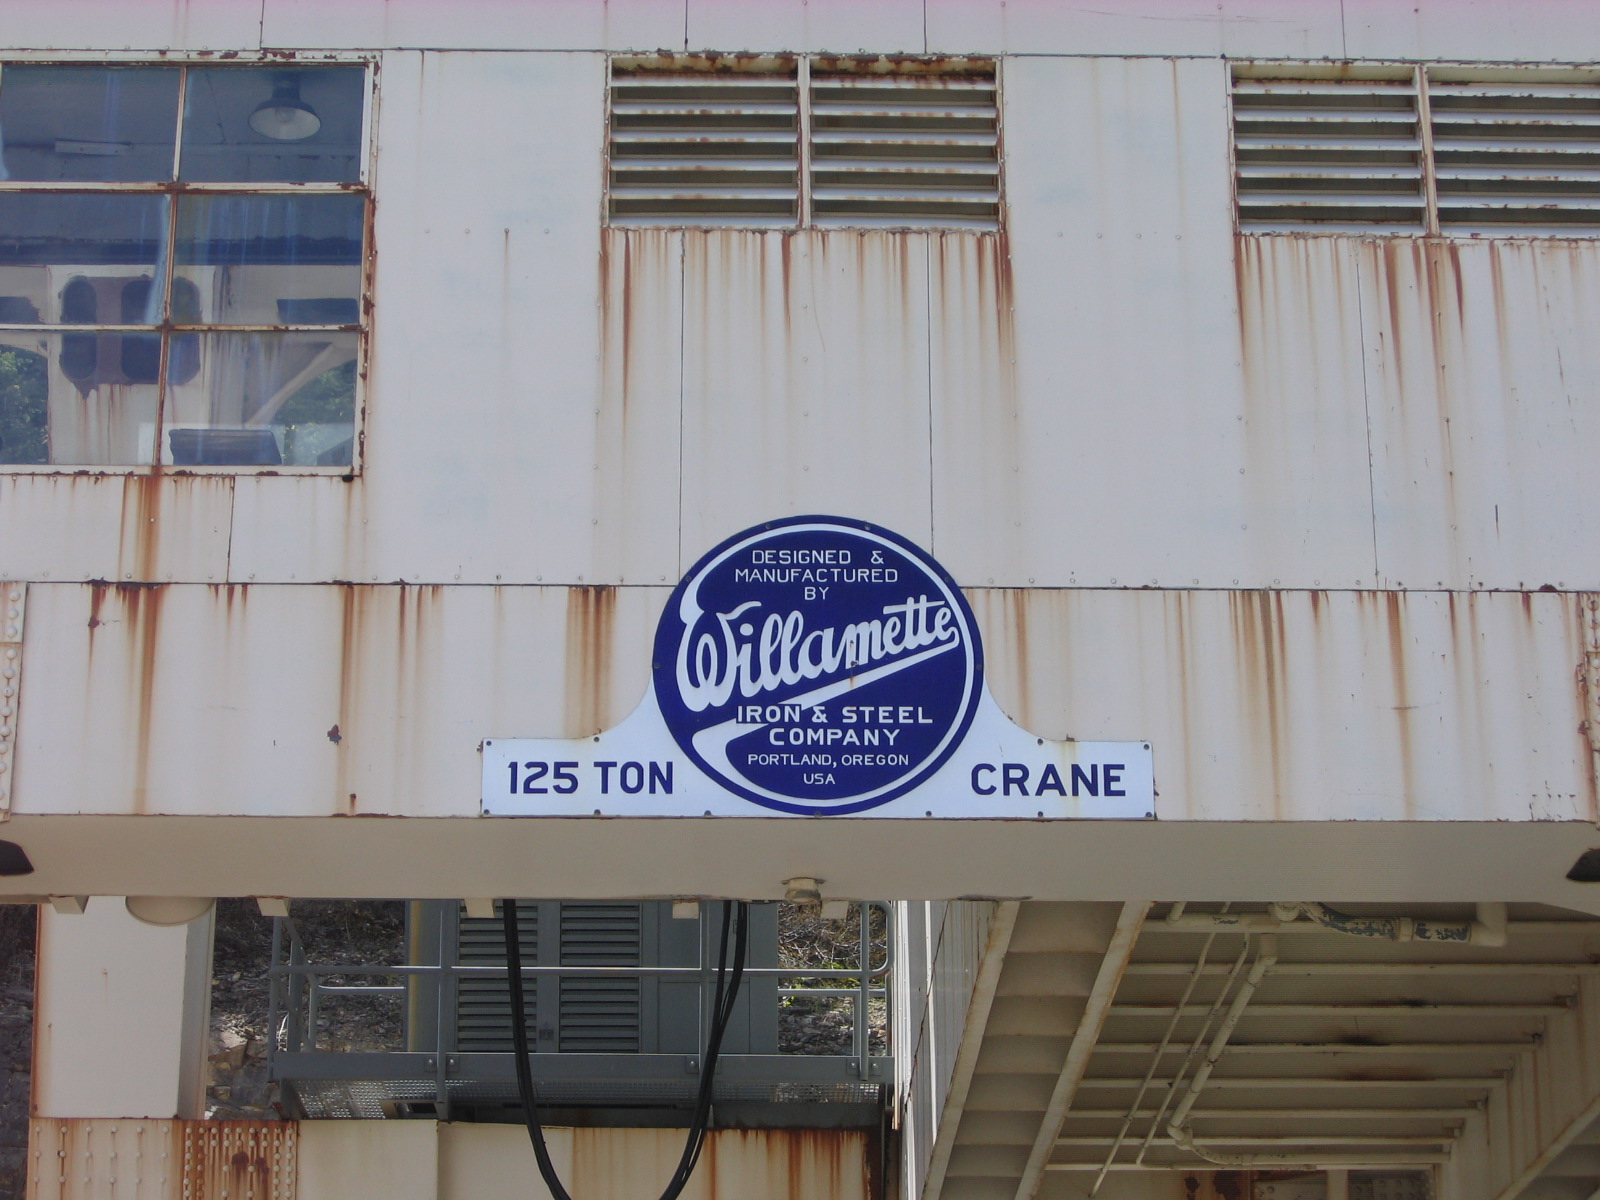 DESIGNED &
MANUFACTURED
BY
Willamette
IRON & STEEL
COMPANY
PORTLAND, OREGON
USA
125 TON CRANE